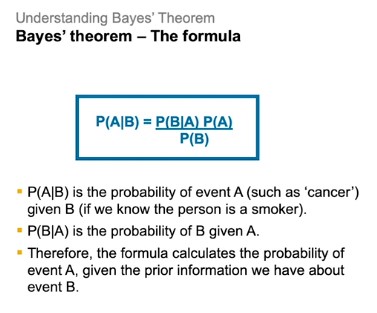 Understanding Bayes' Theorem
Bayes' theorem – The formula
P(A|B) = P(B|A) P(A)
P(B)
▪ P(A|B) is the probability of event A (such as 'cancer')
given B (if we know the person is a smoker).
▪ P(B|A) is the probability of B given A.
▪ Therefore, the formula calculates the probability of
event A, given the prior information we have about
event B.